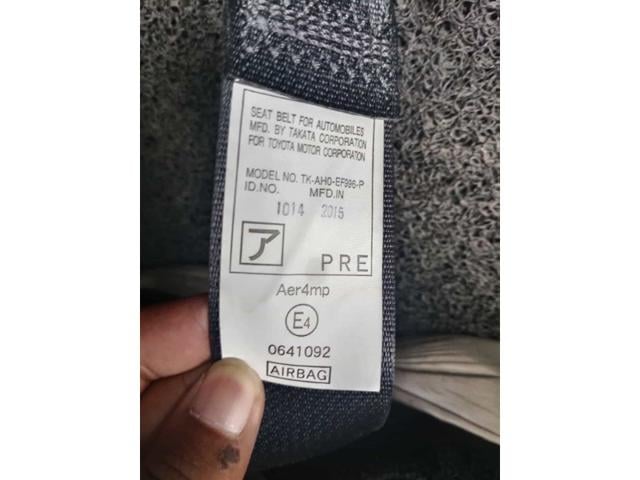 SEAT BELT FOR AUTOMOBILES
MFD. BY TAKATA CORPORATION
FOR TOYOTA MOTOR CORPORATION
MODEL NO. TK-AH0-EF996-P
ID.NO. MFD.IN
1014 2015
ア PRE
Aer4mp
E4
0641092
AIRBAG